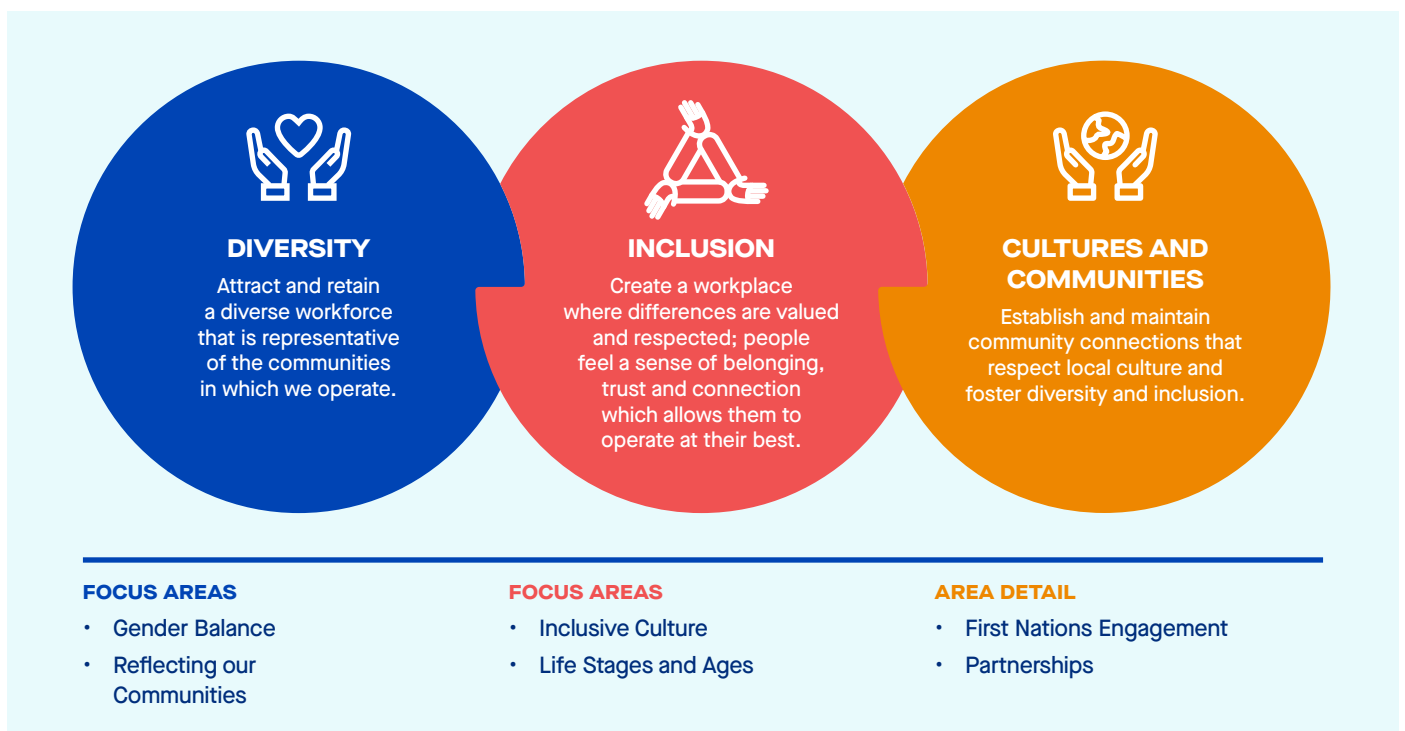 DIVERSITY
Attract and retain
a diverse workforce
that is representative
of the communities
in which we operate.
INCLUSION
Create a workplace
where differences are valued
and respected; people
feel a sense of belonging,
trust and connection
which allows them to
operate at their best.
CULTURES AND
COMMUNITIES
Establish and maintain
community connections that
respect local culture and
foster diversity and inclusion.
FOCUS AREAS
• Gender Balance
• Reflecting our
Communities
FOCUS AREAS
• Inclusive Culture
• Life Stages and Ages
AREA DETAIL
• First Nations Engagement
• Partnerships